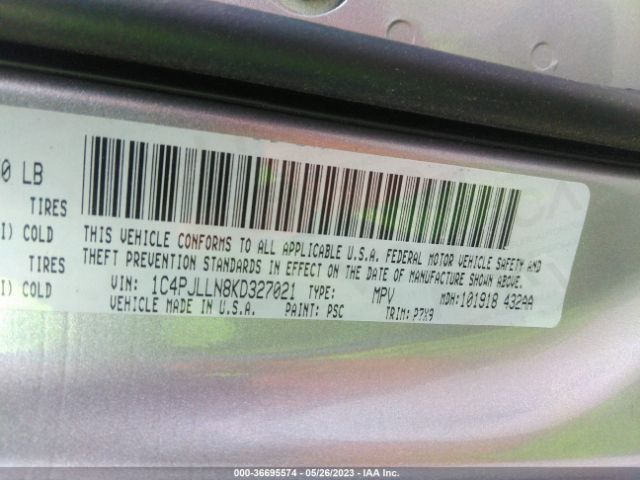 0 LB
TIRES
I) COLD
TIRES
I) COLD
THIS VEHICLE CONFORMS TO ALL APPLICABLE U.S.A. FEDERAL MOTOR VEHICLE SAFETY AND
THEFT PREVENTION STANDARDS IN EFFECT ON THE DATE OF MANUFACTURE SHOWN ABOVE.
VIN: 1C4PJLLN8KD327021 TYPE: MPV MDH:101918 432AA
VEHICLE MADE IN U.S.A. PAINT: PSC TRIM: P7X9
© - 36695574 - 05/26/2023 - IAA Inc.